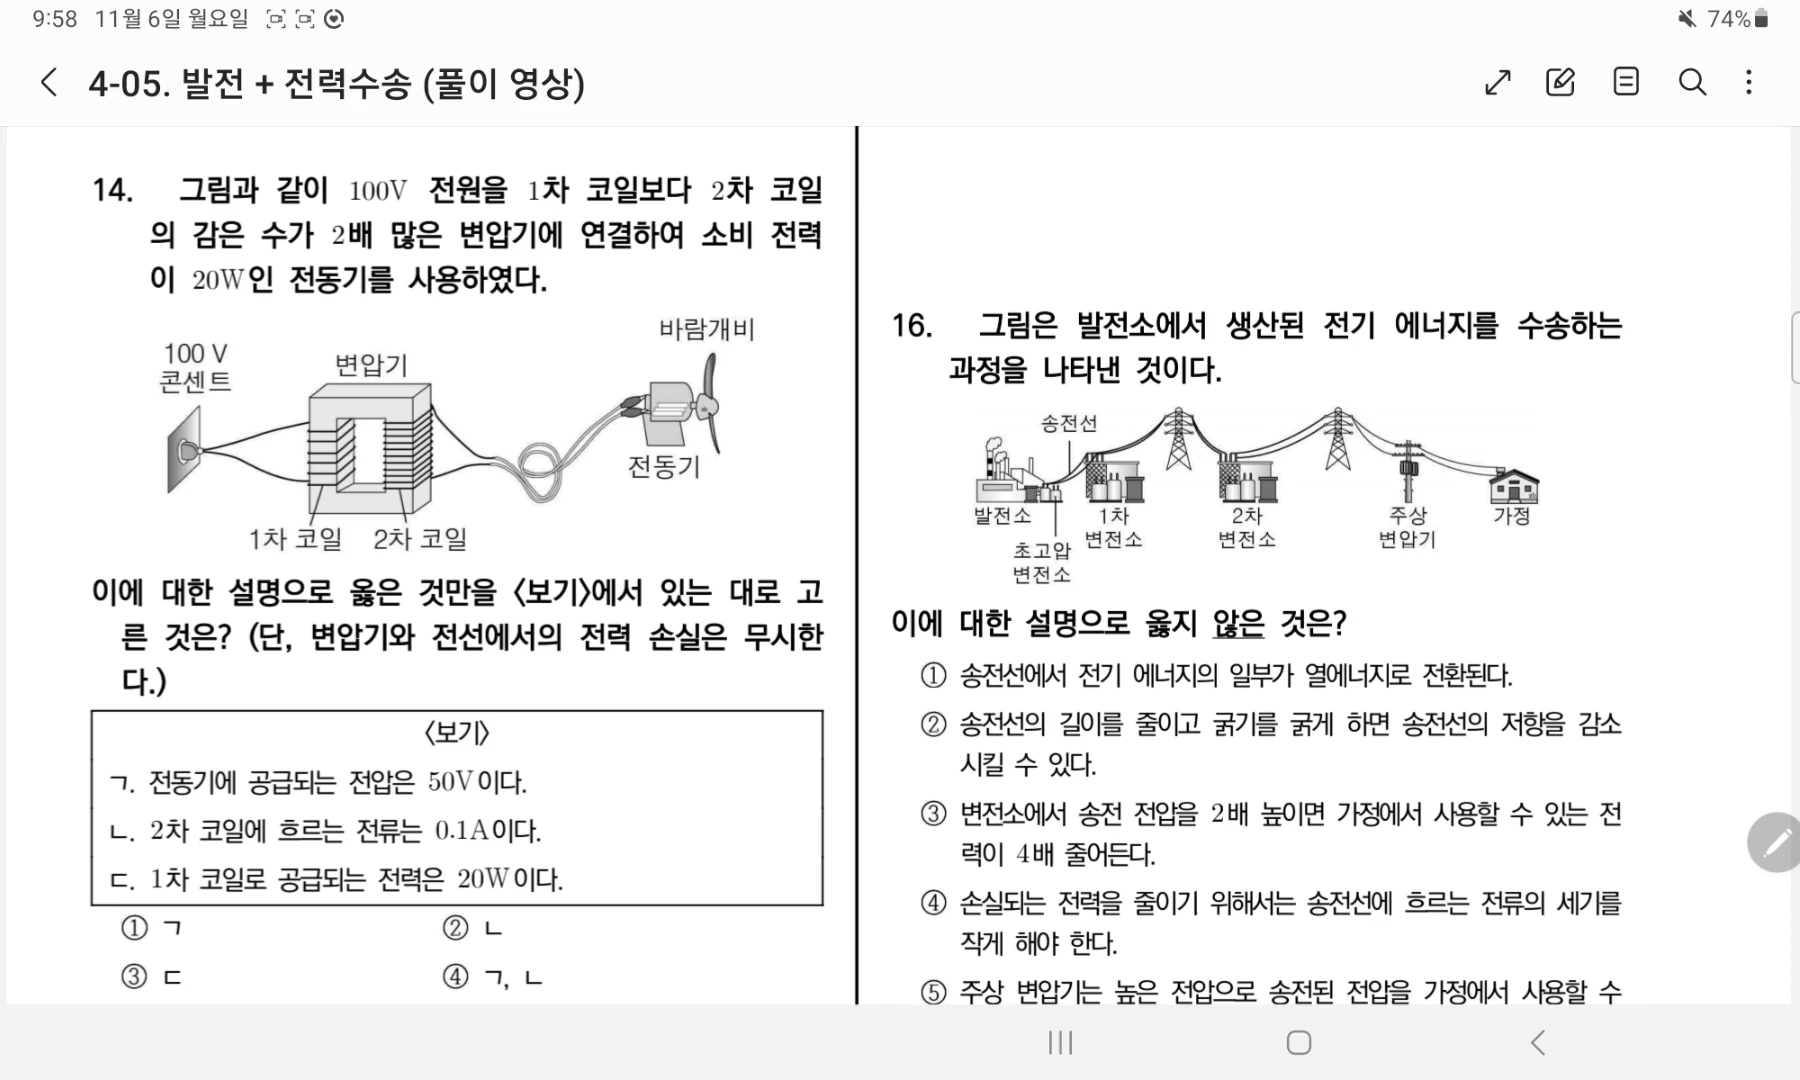 9:58 11월 6일 월요일
74%
4-05. 발전 + 전력수송 (풀이 영상)
14. 그림과 같이 100V 전원을 1차 코일보다 2차 코일
의 감은 수가 2배 많은 변압기에 연결하여 소비 전력
이 20W인 전동기를 사용하였다.
바람개비
100 V
콘센트
변압기
전동기
1차 코일 2차 코일
이에 대한 설명으로 옳은 것만을 <보기>에서 있는 대로 고
른 것은? (단, 변압기와 전선에서의 전력 손실은 무시한
다.)
<보기>
ㄱ. 전동기에 공급되는 전압은 50V이다.
ㄴ. 2차 코일에 흐르는 전류는 0.1A이다.
ㄷ. 1차 코일로 공급되는 전력은 20W이다.
① ㄱ ② ㄴ
③ ㄷ ④ ㄱ, ㄴ
16. 그림은 발전소에서 생산된 전기 에너지를 수송하는
과정을 나타낸 것이다.
송전선
발전소
초고압
변전소
1차
변전소
2차
변전소
주상
변압기
가정
이에 대한 설명으로 옳지 않은 것은?
① 송전선에서 전기 에너지의 일부가 열에너지로 전환된다.
② 송전선의 길이를 줄이고 굵기를 굵게 하면 송전선의 저항을 감소
시킬 수 있다.
③ 변전소에서 송전 전압을 2배 높이면 가정에서 사용할 수 있는 전
력이 4배 줄어든다.
④ 손실되는 전력을 줄이기 위해서는 송전선에 흐르는 전류의 세기를
작게 해야 한다.
⑤ 주상 변압기는 높은 전압으로 송전된 전압을 가정에서 사용할 수